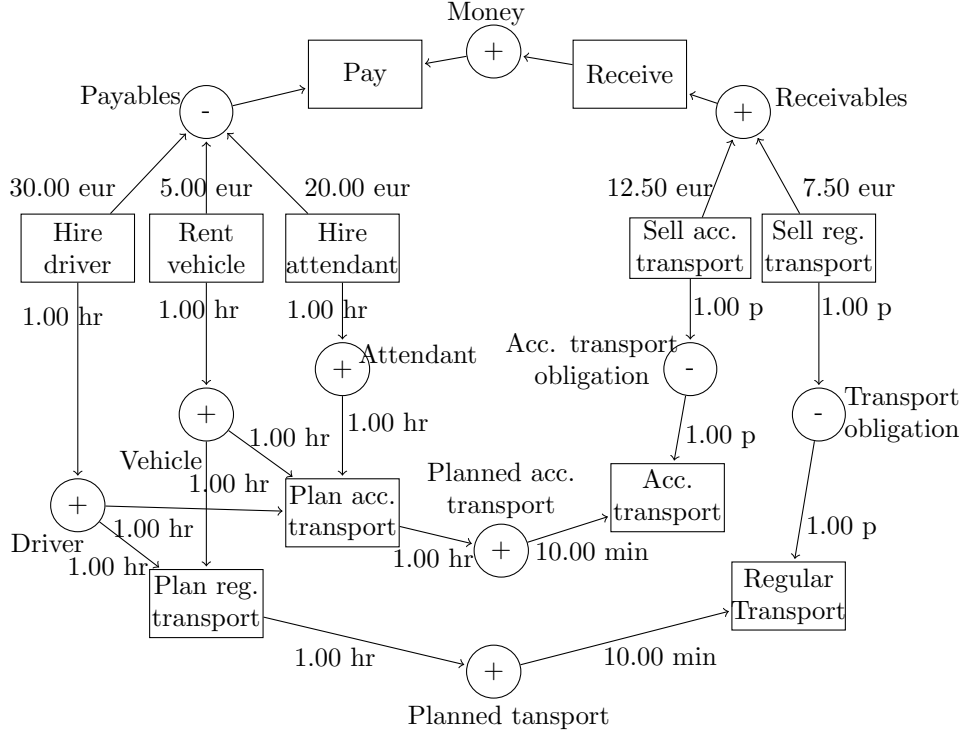 Money
+
Pay
Receive
Payables
-
+
Receivables
30.00 eur
5.00 eur
20.00 eur
12.50 eur
7.50 eur
Hire
driver
Rent
vehicle
Hire
attendant
Sell acc.
transport
Sell reg.
transport
1.00 hr
1.00 hr
1.00 hr
1.00 p
1.00 p
+
Attendant
Acc. transport
obligation
-
+
Vehicle
1.00 hr
1.00 hr
1.00 hr
1.00 p
-
Transport
obligation
+
Driver
1.00 hr
1.00 hr
Plan acc.
transport
Planned acc.
transport
1.00 hr
+
10.00 min
Acc.
transport
1.00 p
Plan reg.
transport
Regular
Transport
1.00 hr
+
10.00 min
Planned tansport